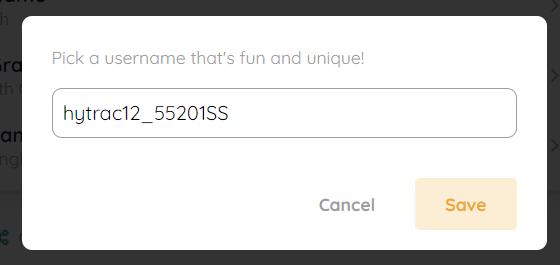 Pick a username that's fun and unique!
hytrac12_55201SS
Cancel
Save